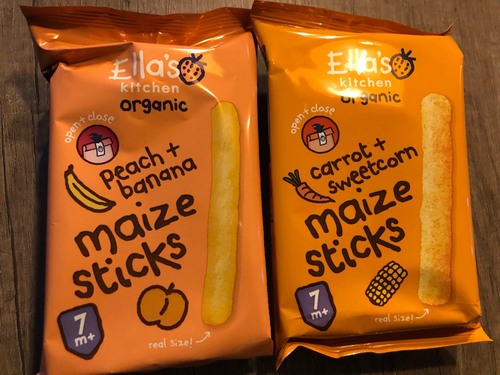 Ella's
kitchen
organic
open + close
peach +
banana
maize
sticks
7
m+
real size!
Ella's
kitchen
organic
open + close
carrot +
sweetcorn
maize
sticks
7
m+
real size!